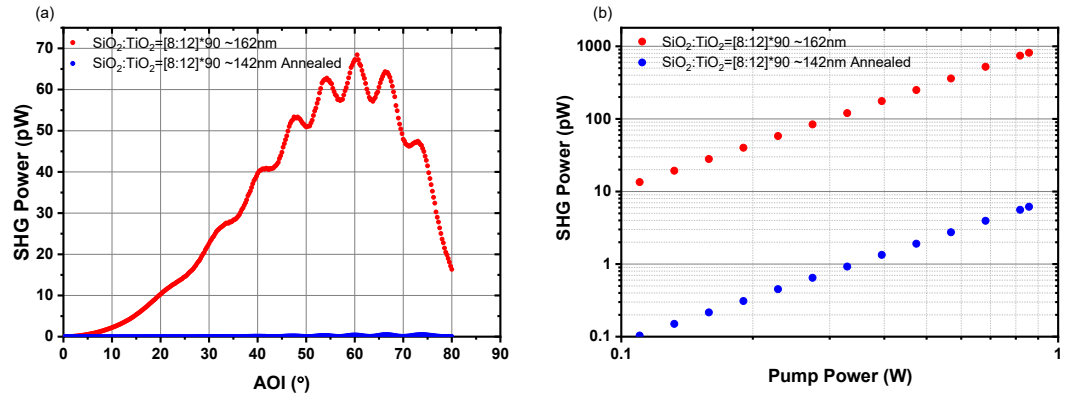 (a)
SiO₂:TiO₂=[8:12]*90 ~162nm
SiO₂:TiO₂=[8:12]*90 ~142nm Annealed
SHG Power (pW)
70
60
50
40
30
20
10
0
0 10 20 30 40 50 60 70 80 90
AOI (°)
(b)
SiO₂:TiO₂=[8:12]*90 ~162nm
SiO₂:TiO₂=[8:12]*90 ~142nm Annealed
SHG Power (pW)
1000
100
10
1
0.1
0.1 1
Pump Power (W)